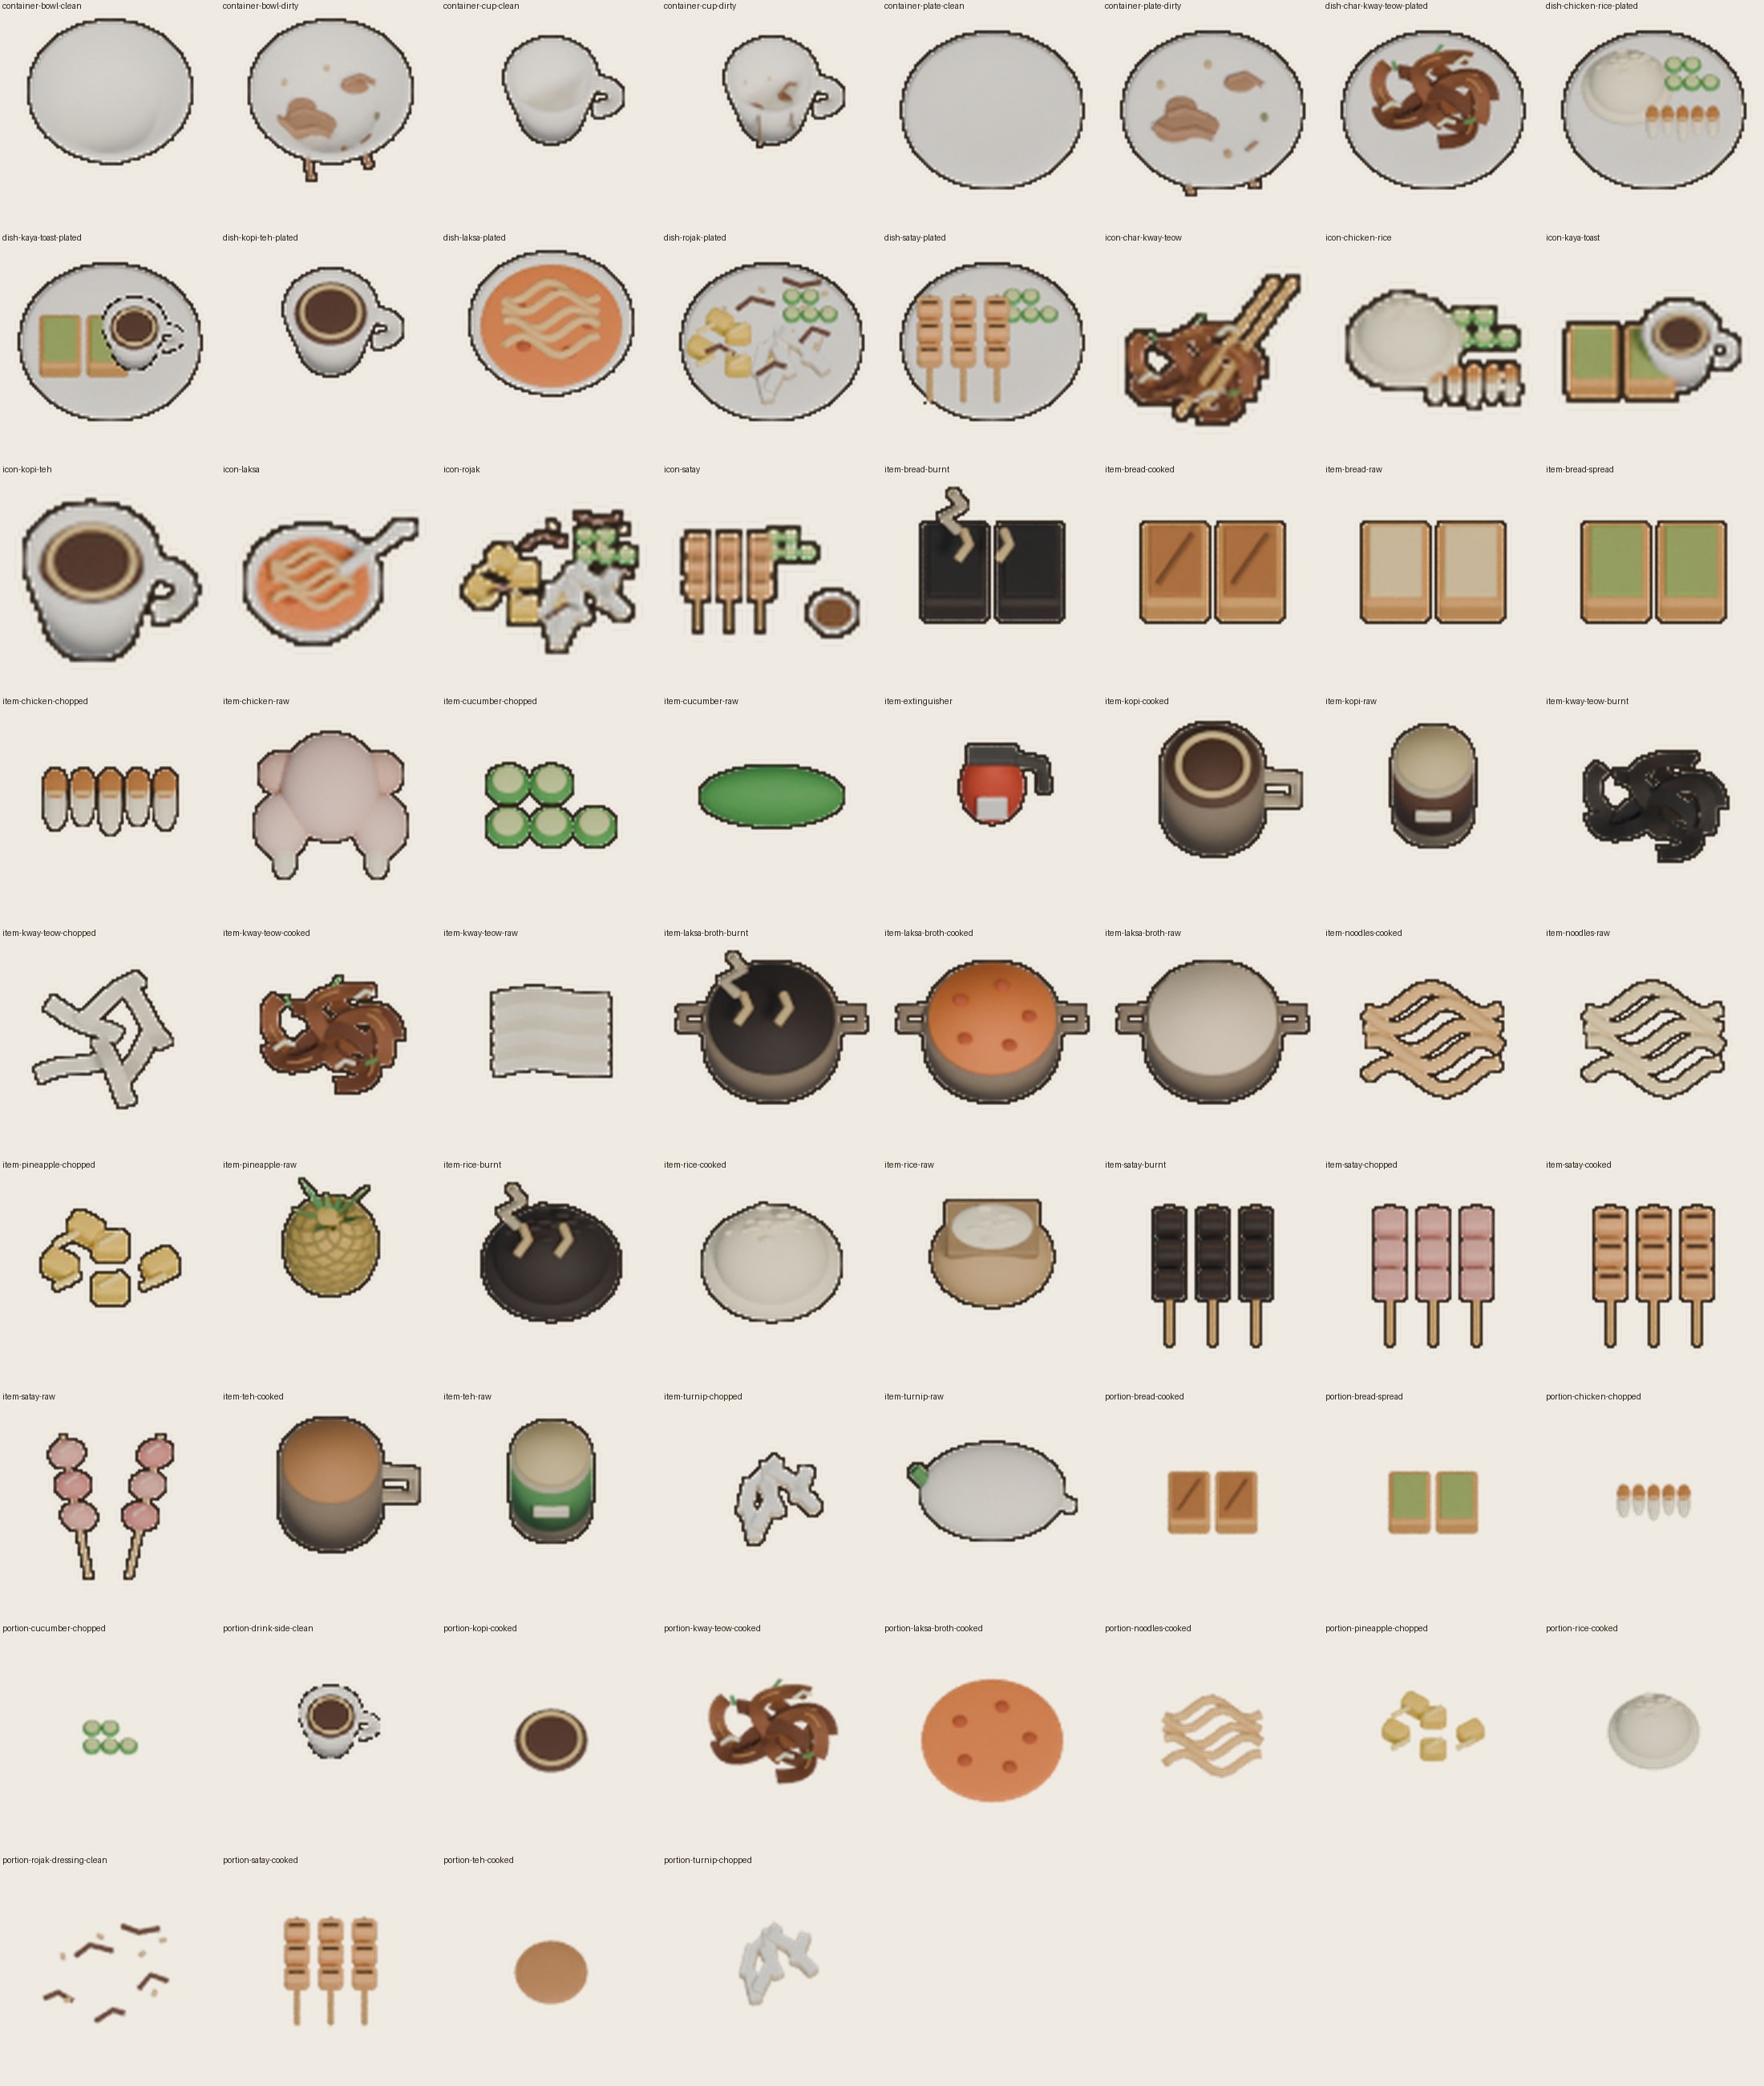 container-bowl-clean
container-bowl-dirty
container-cup-clean
container-cup-dirty
container-plate-clean
container-plate-dirty
dish-char-kway-teow-plated
dish-chicken-rice-plated
dish-kaya-toast-plated
dish-kopi-teh-plated
dish-laksa-plated
dish-rojak-plated
dish-satay-plated
icon-char-kway-teow
icon-chicken-rice
icon-kaya-toast
icon-kopi-teh
icon-laksa
icon-rojak
icon-satay
item-bread-burnt
item-bread-cooked
item-bread-raw
item-bread-spread
item-chicken-chopped
item-chicken-raw
item-cucumber-chopped
item-cucumber-raw
item-extinguisher
item-kopi-cooked
item-kopi-raw
item-kway-teow-burnt
item-kway-teow-chopped
item-kway-teow-cooked
item-kway-teow-raw
item-laksa-broth-burnt
item-laksa-broth-cooked
item-laksa-broth-raw
item-noodles-cooked
item-noodles-raw
item-pineapple-chopped
item-pineapple-raw
item-rice-burnt
item-rice-cooked
item-rice-raw
item-satay-burnt
item-satay-chopped
item-satay-cooked
item-satay-raw
item-teh-cooked
item-teh-raw
item-turnip-chopped
item-turnip-raw
portion-bread-cooked
portion-bread-spread
portion-chicken-chopped
portion-cucumber-chopped
portion-drink-side-clean
portion-kopi-cooked
portion-kway-teow-cooked
portion-laksa-broth-cooked
portion-noodles-cooked
portion-pineapple-chopped
portion-rice-cooked
portion-rojak-dressing-clean
portion-satay-cooked
portion-teh-cooked
portion-turnip-chopped